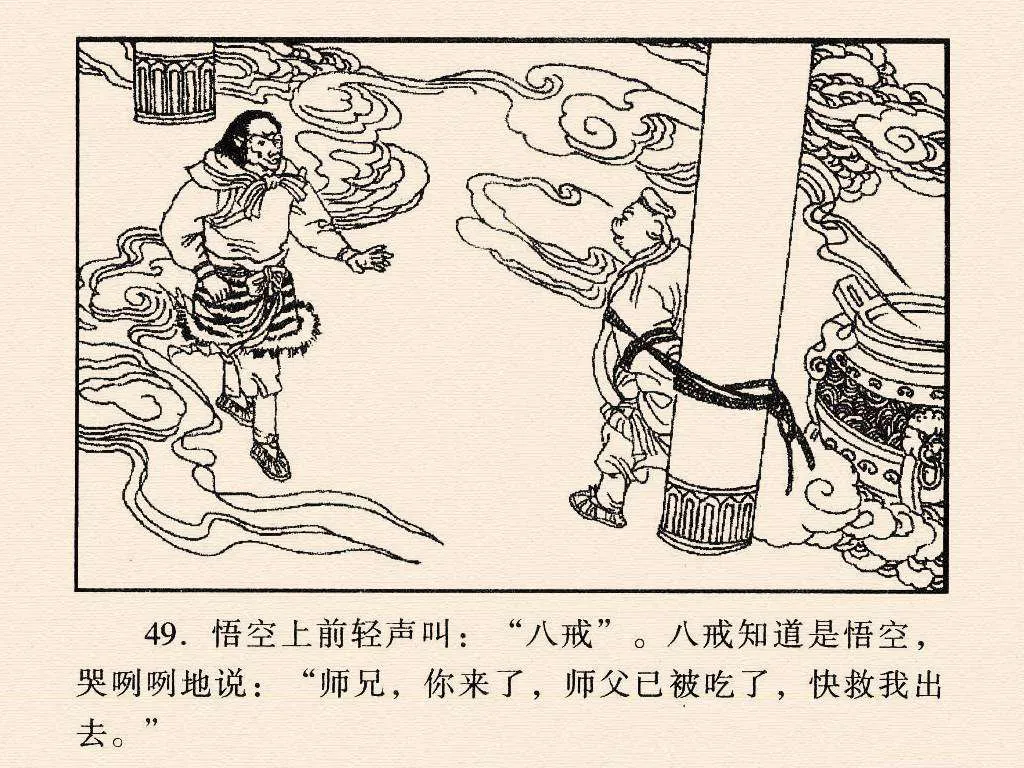 49. 悟空上前轻声叫：“八戒”。八戒知道是悟空，
哭咧咧地说：“师兄，你来了，师父已被吃了，快救我出
去。”